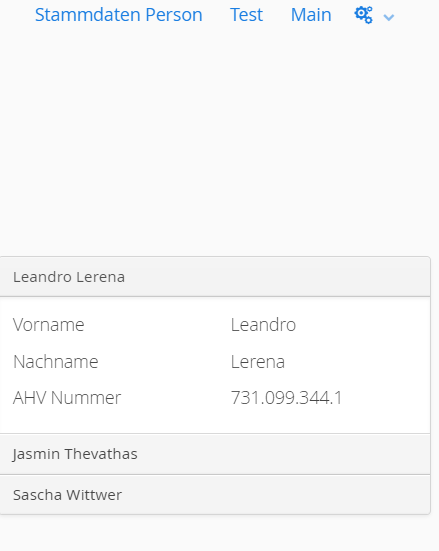 Stammdaten Person Test Main
Leandro Lerena
Vorname Leandro
Nachname Lerena
AHV Nummer 731.099.344.1
Jasmin Thevathas
Sascha Wittwer